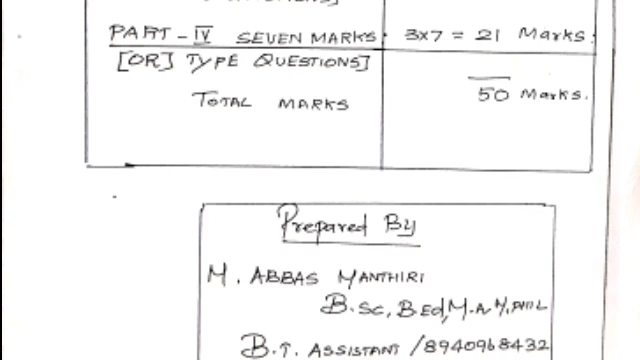 PART - IV SEVEN MARKS: 3x7 = 21 Marks.
[OR] TYPE QUESTIONS]
TOTAL MARKS 50 Marks.
Prepared By
M. ABBAS MANTHIRI
B.Sc, B.Ed, M.A. M.PHIL
B.T. ASSISTANT / 8940968432